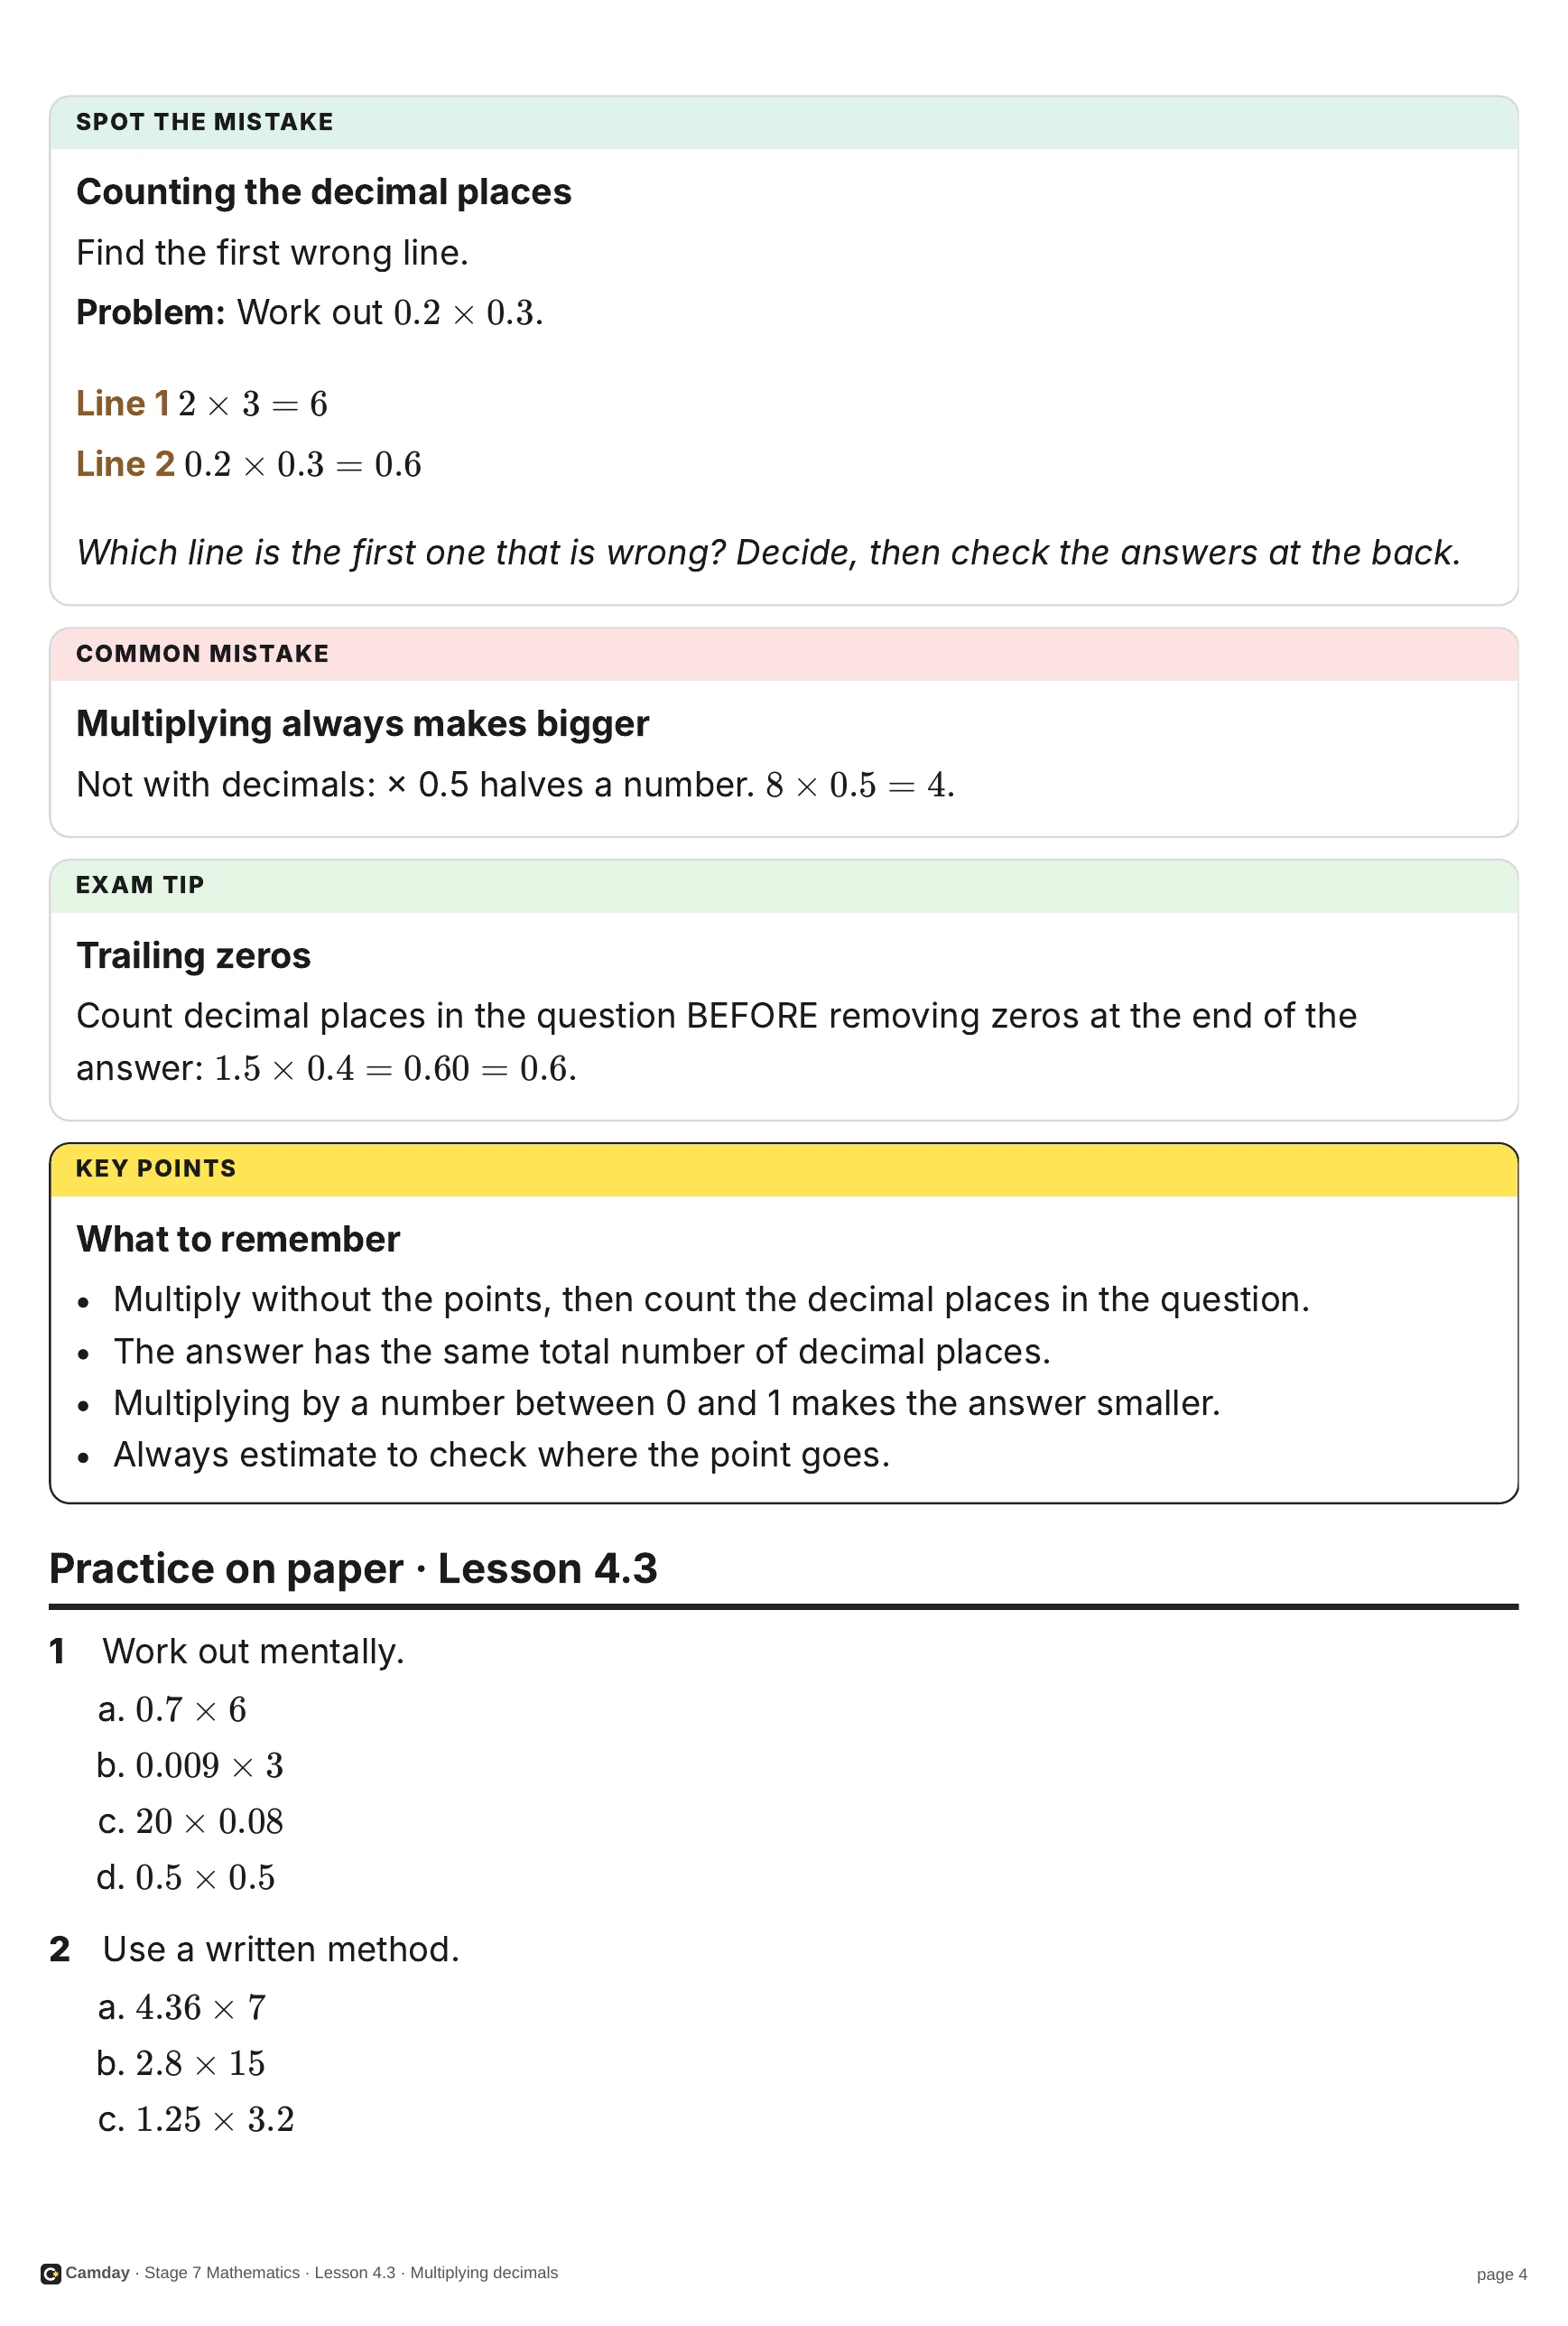 SPOT THE MISTAKE
Counting the decimal places
Find the first wrong line.
Problem: Work out 0.2 × 0.3.
Line 1 2 × 3 = 6
Line 2 0.2 × 0.3 = 0.6
Which line is the first one that is wrong? Decide, then check the answers at the back.
COMMON MISTAKE
Multiplying always makes bigger
Not with decimals: × 0.5 halves a number. 8 × 0.5 = 4.
EXAM TIP
Trailing zeros
Count decimal places in the question BEFORE removing zeros at the end of the
answer: 1.5 × 0.4 = 0.60 = 0.6.
KEY POINTS
What to remember
• Multiply without the points, then count the decimal places in the question.
• The answer has the same total number of decimal places.
• Multiplying by a number between 0 and 1 makes the answer smaller.
• Always estimate to check where the point goes.
Practice on paper · Lesson 4.3
1 Work out mentally.
a. 0.7 × 6
b. 0.009 × 3
c. 20 × 0.08
d. 0.5 × 0.5
2 Use a written method.
a. 4.36 × 7
b. 2.8 × 15
c. 1.25 × 3.2
Camday · Stage 7 Mathematics · Lesson 4.3 · Multiplying decimals
page 4